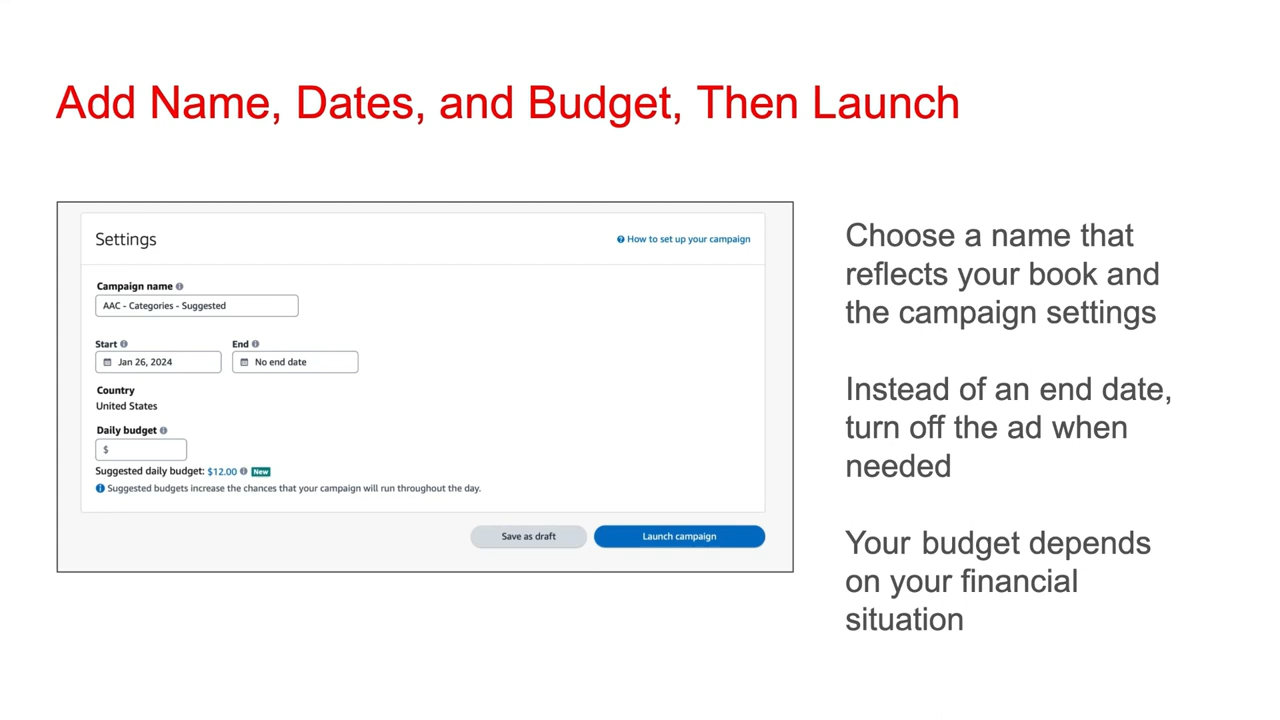 Add Name, Dates, and Budget, Then Launch
Settings
How to set up your campaign
Campaign name
AAC - Categories - Suggested
Start
End
Jan 26, 2024
No end date
Country
United States
Daily budget
$
Suggested daily budget: $12.00 New
Suggested budgets increase the chances that your campaign will run throughout the day.
Save as draft
Launch campaign
Choose a name that
reflects your book and
the campaign settings
Instead of an end date,
turn off the ad when
needed
Your budget depends
on your financial
situation